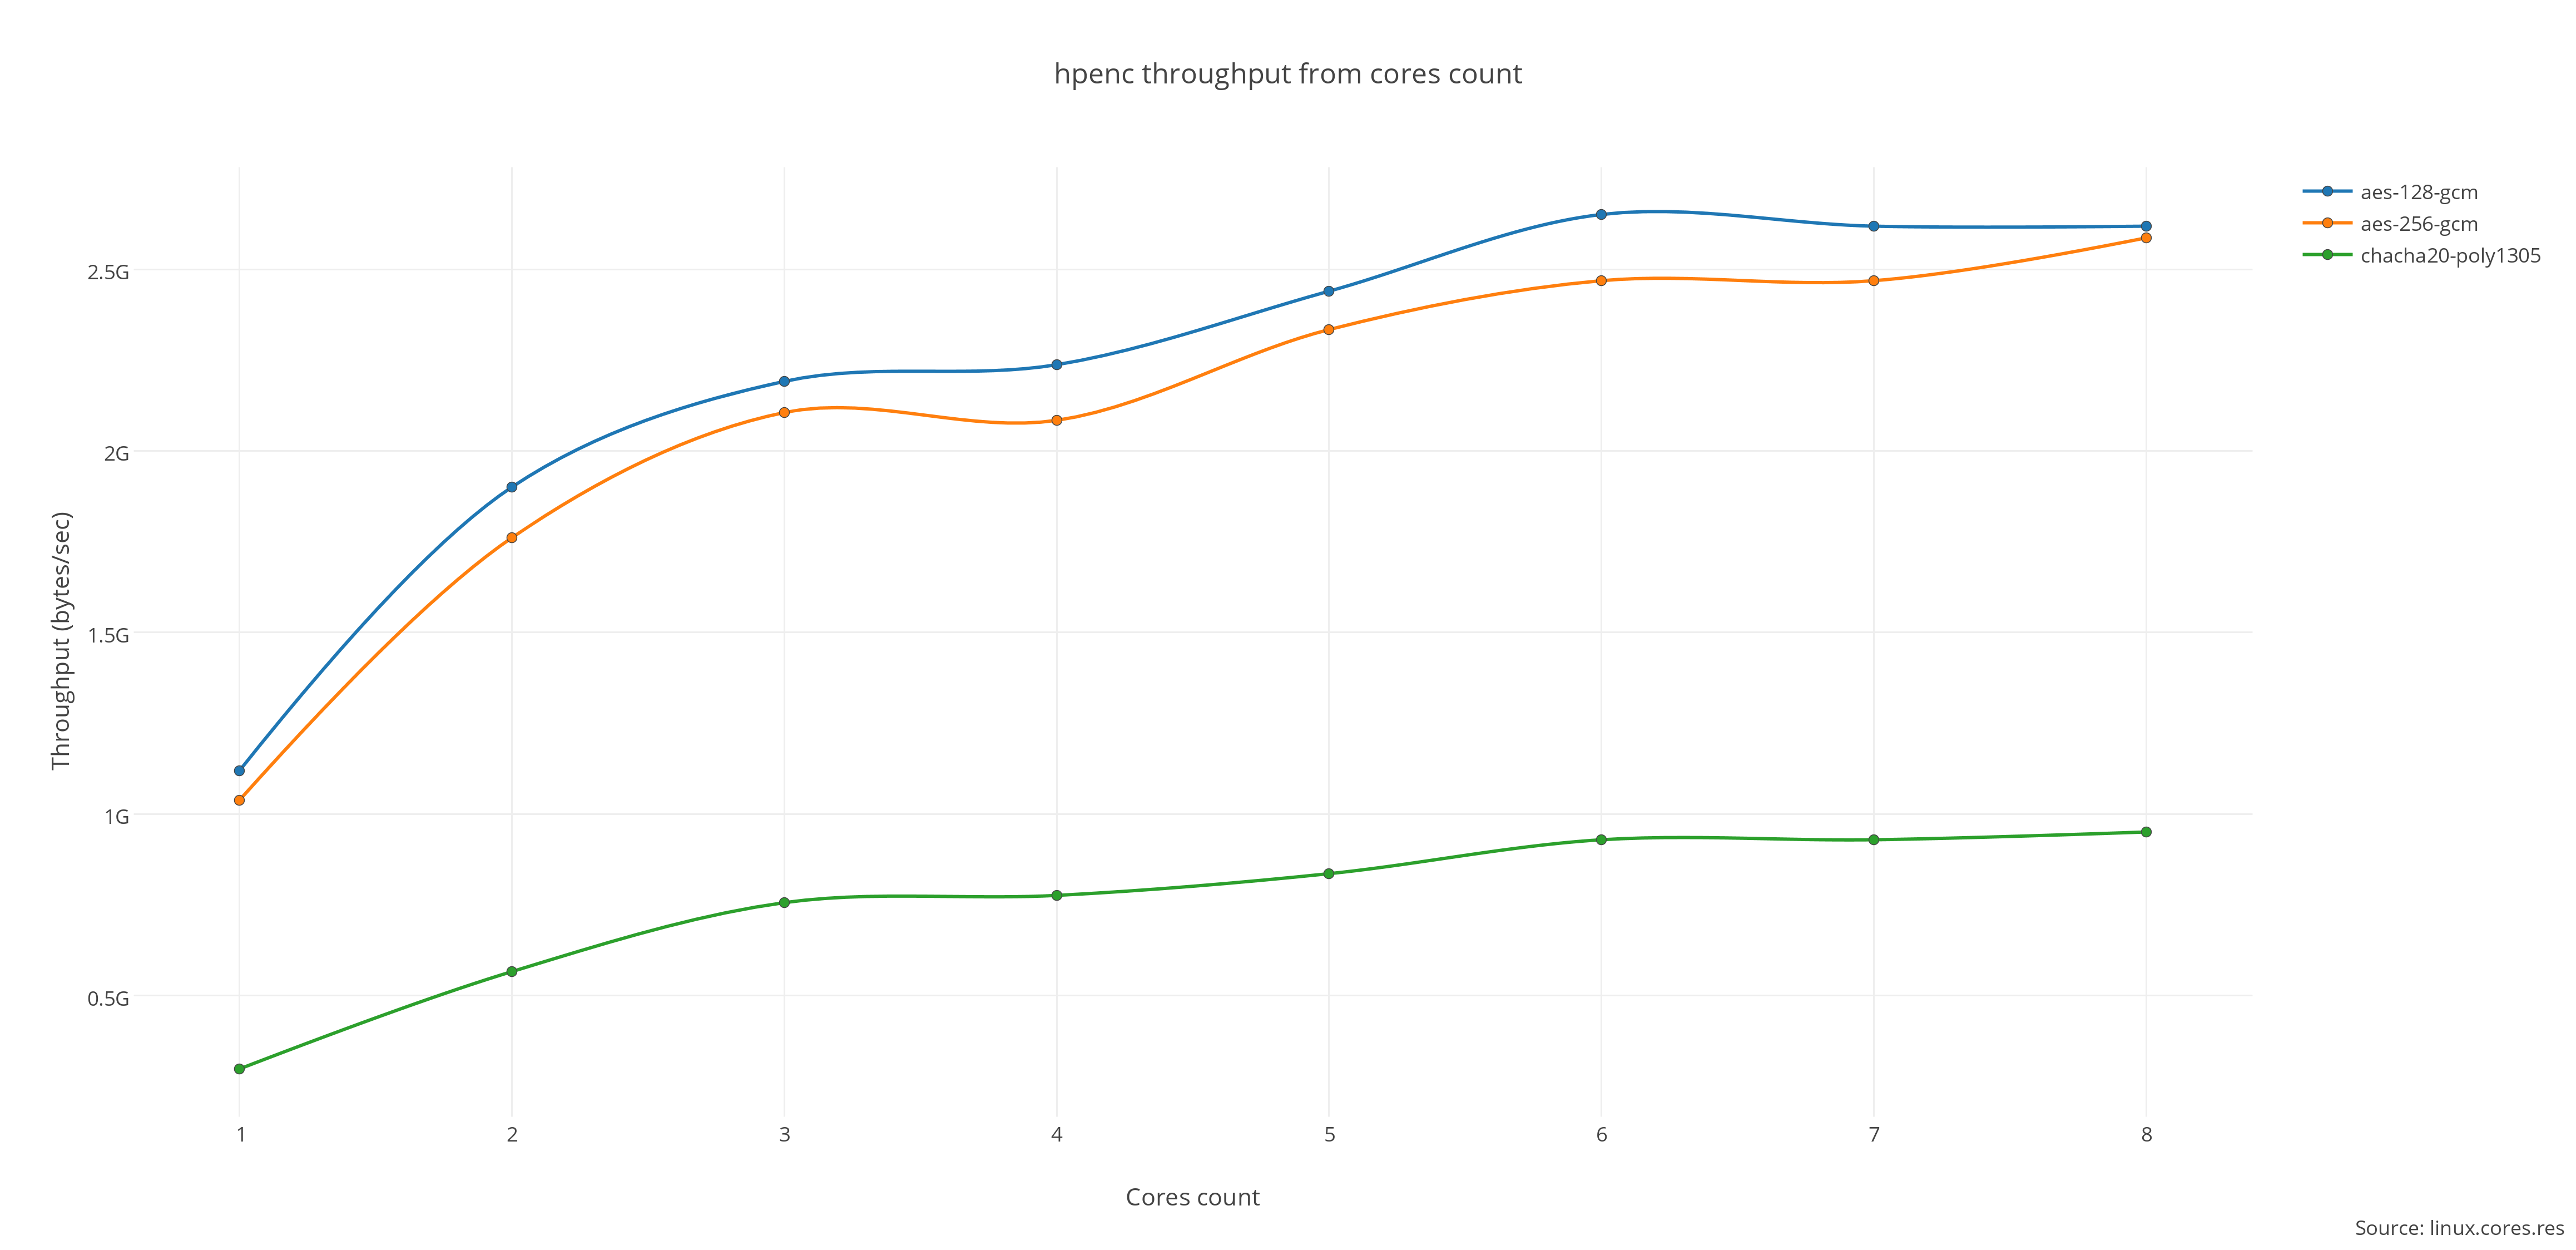 hpenc throughput from cores count
aes-128-gcm
aes-256-gcm
chacha20-poly1305
2.5G
2G
1.5G
1G
0.5G
Throughput (bytes/sec)
1 2 3 4 5 6 7 8
Cores count
Source: linux.cores.res